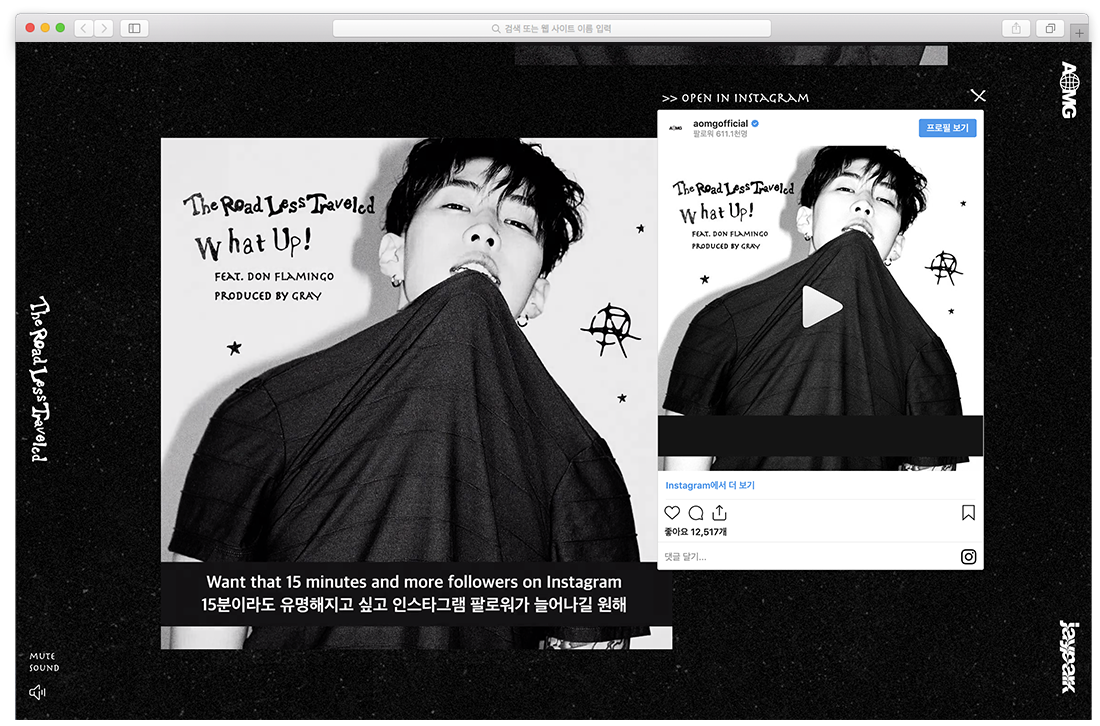 검색 또는 웹 사이트 이름 입력
AOMG
>> OPEN IN INSTAGRAM
AOMG
aomgofficial
팔로워 611.1천명
프로필 보기
The Road Less Traveled
What Up!
FEAT. DON FLAMINGO
PRODUCED BY GRAY
The Road Less Traveled
What Up!
FEAT. DON FLAMINGO
PRODUCED BY GRAY
The Road Less Traveled
Instagram에서 더 보기
좋아요 12,517개
댓글 달기...
Want that 15 minutes and more followers on Instagram
15분이라도 유명해지고 싶고 인스타그램 팔로워가 늘어나길 원해
MUTE
SOUND
jaypark